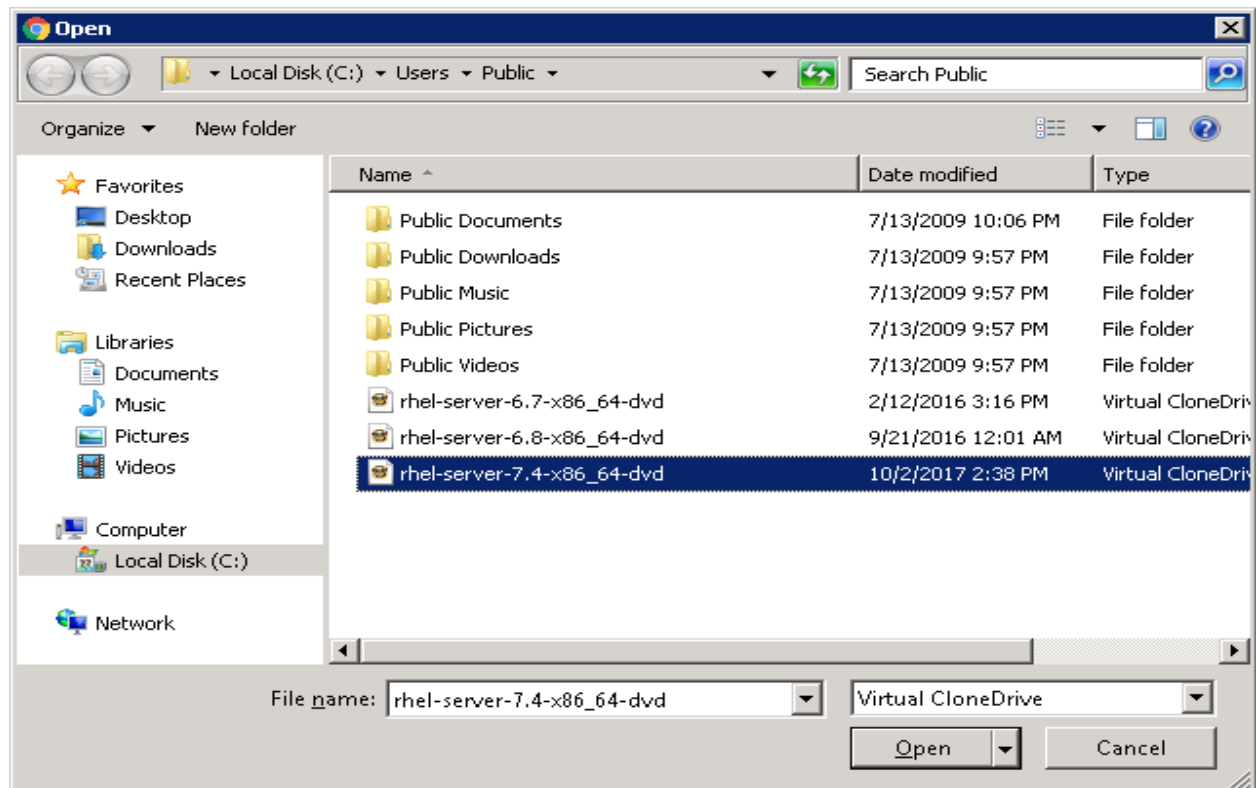 Open
Local Disk (C:) Users Public Search Public
Organize New folder
Name Date modified Type
Favorites
Desktop
Downloads
Recent Places
Libraries
Documents
Music
Pictures
Videos
Computer
Local Disk (C:)
Network
Public Documents 7/13/2009 10:06 PM File folder
Public Downloads 7/13/2009 9:57 PM File folder
Public Music 7/13/2009 9:57 PM File folder
Public Pictures 7/13/2009 9:57 PM File folder
Public Videos 7/13/2009 9:57 PM File folder
rhel-server-6.7-x86_64-dvd 2/12/2016 3:16 PM Virtual CloneDriv
rhel-server-6.8-x86_64-dvd 9/21/2016 12:01 AM Virtual CloneDriv
rhel-server-7.4-x86_64-dvd 10/2/2017 2:38 PM Virtual CloneDriv
File name: rhel-server-7.4-x86_64-dvd Virtual CloneDrive
Open Cancel